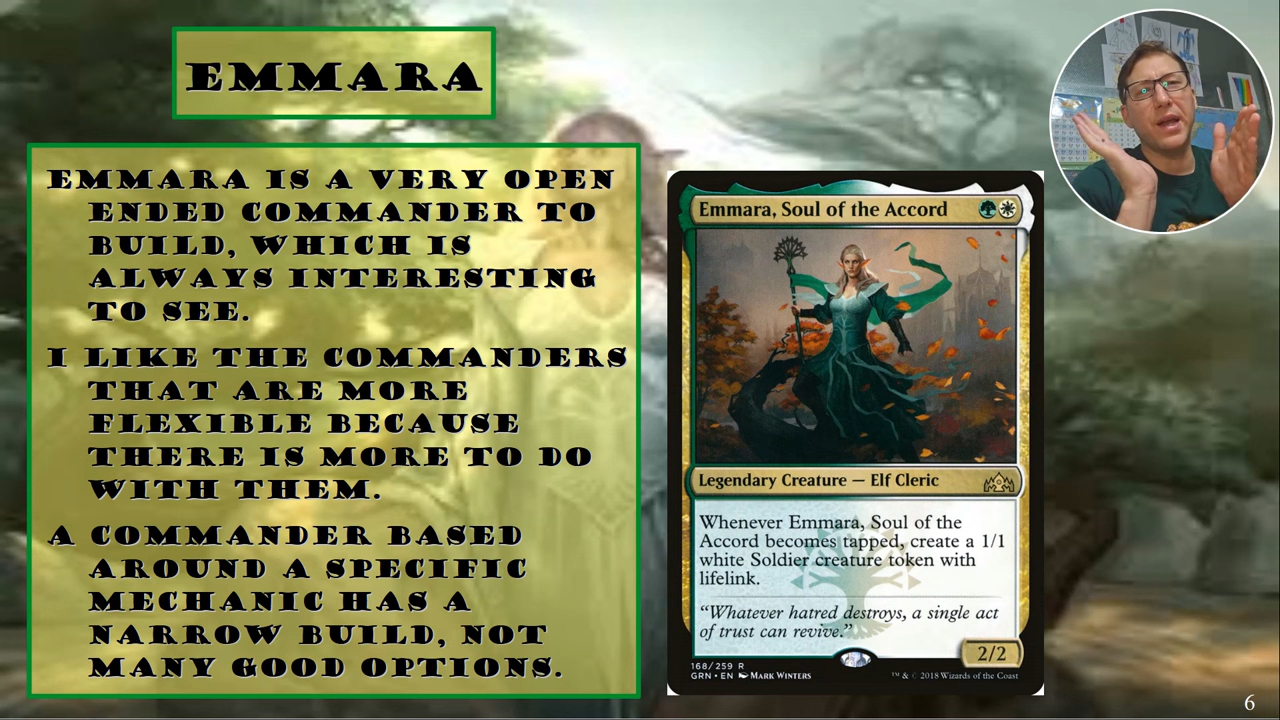 EMMARA
EMMARA IS A VERY OPEN
ENDED COMMANDER TO
BUILD, WHICH IS
ALWAYS INTERESTING
TO SEE.
I LIKE THE COMMANDERS
THAT ARE MORE
FLEXIBLE BECAUSE
THERE IS MORE TO DO
WITH THEM.
A COMMANDER BASED
AROUND A SPECIFIC
MECHANIC HAS A
NARROW BUILD, NOT
MANY GOOD OPTIONS.
Emmara, Soul of the Accord
Legendary Creature — Elf Cleric
Whenever Emmara, Soul of the
Accord becomes tapped, create a 1/1
white Soldier creature token with
lifelink.
“Whatever hatred destroys, a single act
of trust can revive.”
2/2
168/259 R
GRN • EN MARK WINTERS
™ & © 2018 Wizards of the Coast
6